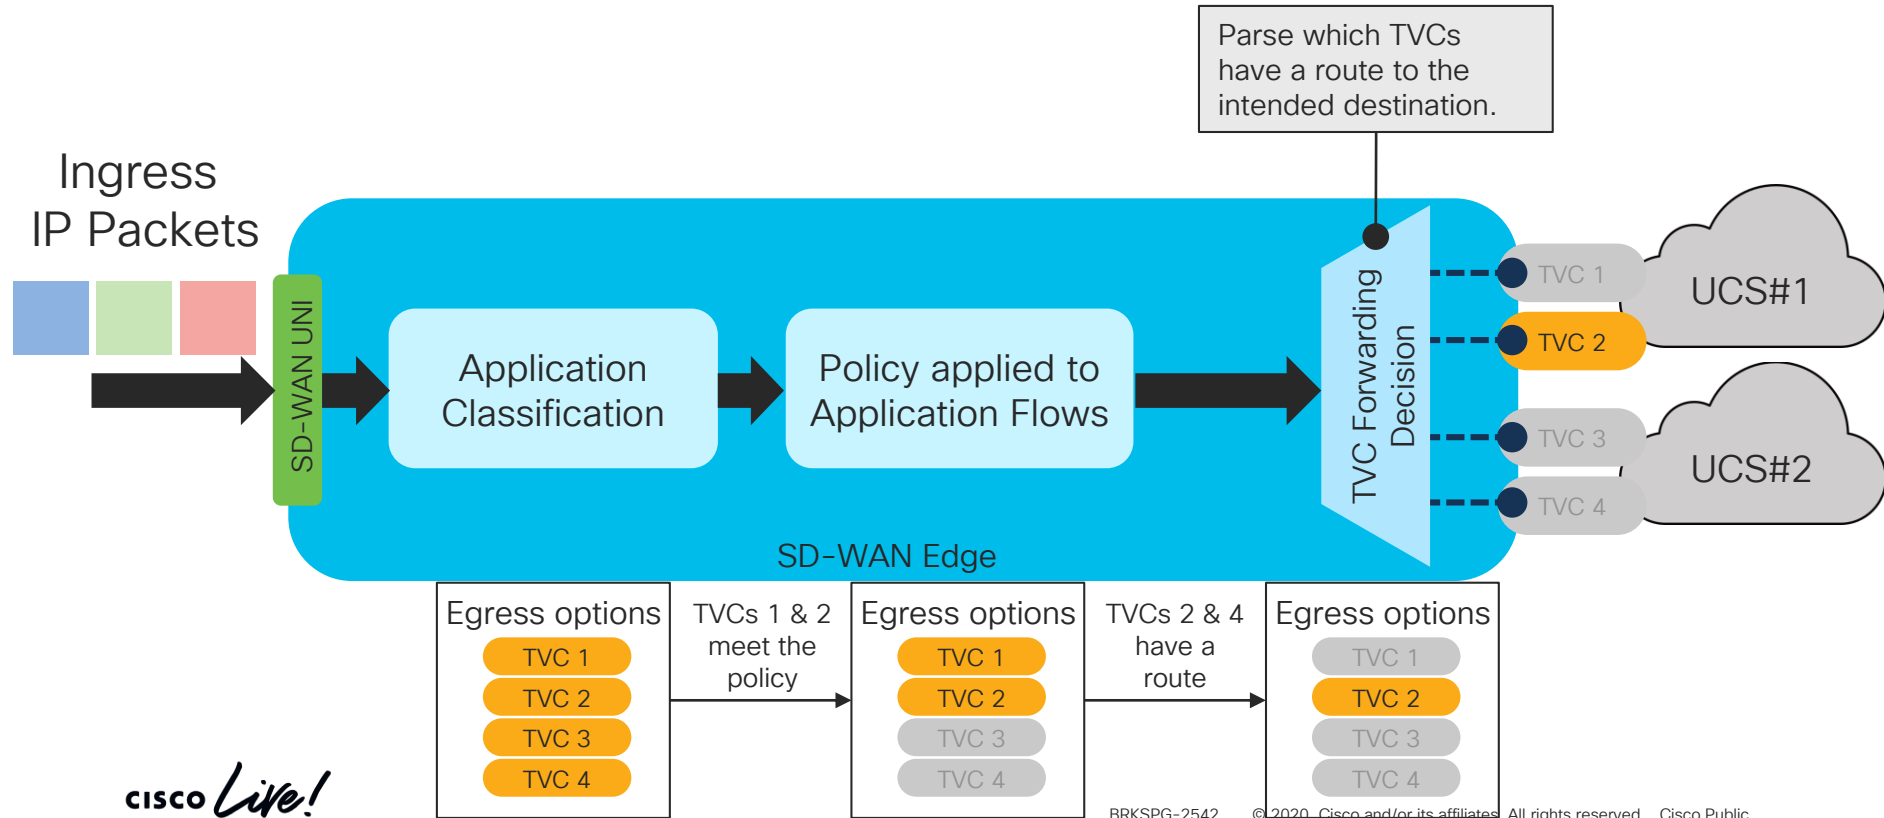 Parse which TVCs
have a route to the
intended destination.
Ingress
IP Packets
SD-WAN UNI
Application
Classification
Policy applied to
Application Flows
TVC Forwarding
Decision
TVC 1
TVC 2
TVC 3
TVC 4
UCS#1
UCS#2
SD-WAN Edge
Egress options
TVC 1
TVC 2
TVC 3
TVC 4
TVCs 1 & 2
meet the
policy
Egress options
TVC 1
TVC 2
TVC 3
TVC 4
TVCs 2 & 4
have a
route
Egress options
TVC 1
TVC 2
TVC 3
TVC 4
CISCO Live!
BRKSPG-2542 © 2020 Cisco and/or its affiliates. All rights reserved. Cisco Public